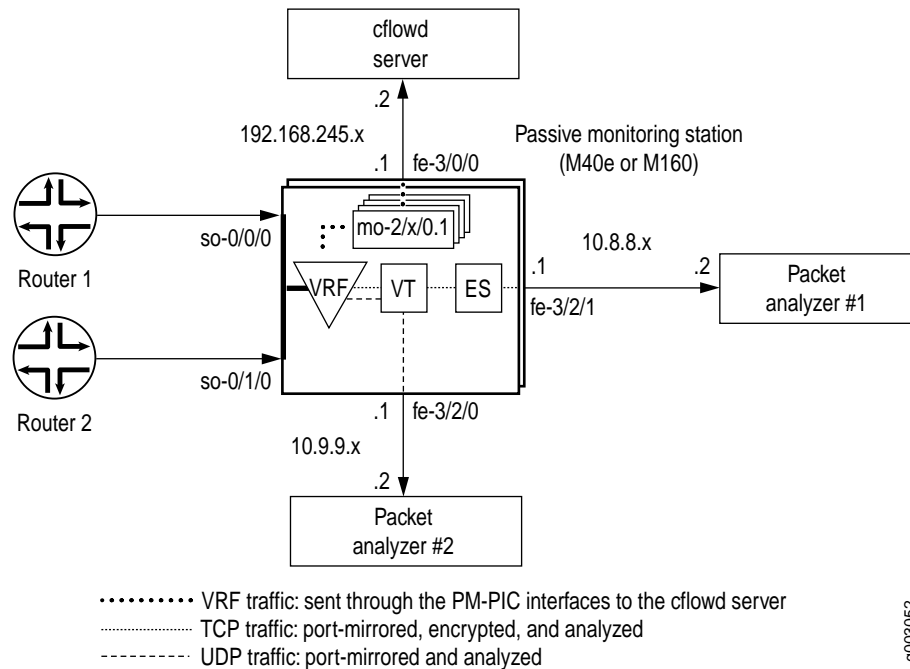 cflowd
server
.2
192.168.245.x
Passive monitoring station
(M40e or M160)
.1
fe-3/0/0
mo-2/x/0.1
so-0/0/0
Router 1
10.8.8.x
.1
.2
VRF
VT
ES
Packet
analyzer #1
fe-3/2/1
so-0/1/0
Router 2
.1
fe-3/2/0
10.9.9.x
.2
Packet
analyzer #2
VRF traffic: sent through the PM-PIC interfaces to the cflowd server
TCP traffic: port-mirrored, encrypted, and analyzed
UDP traffic: port-mirrored and analyzed
g003052